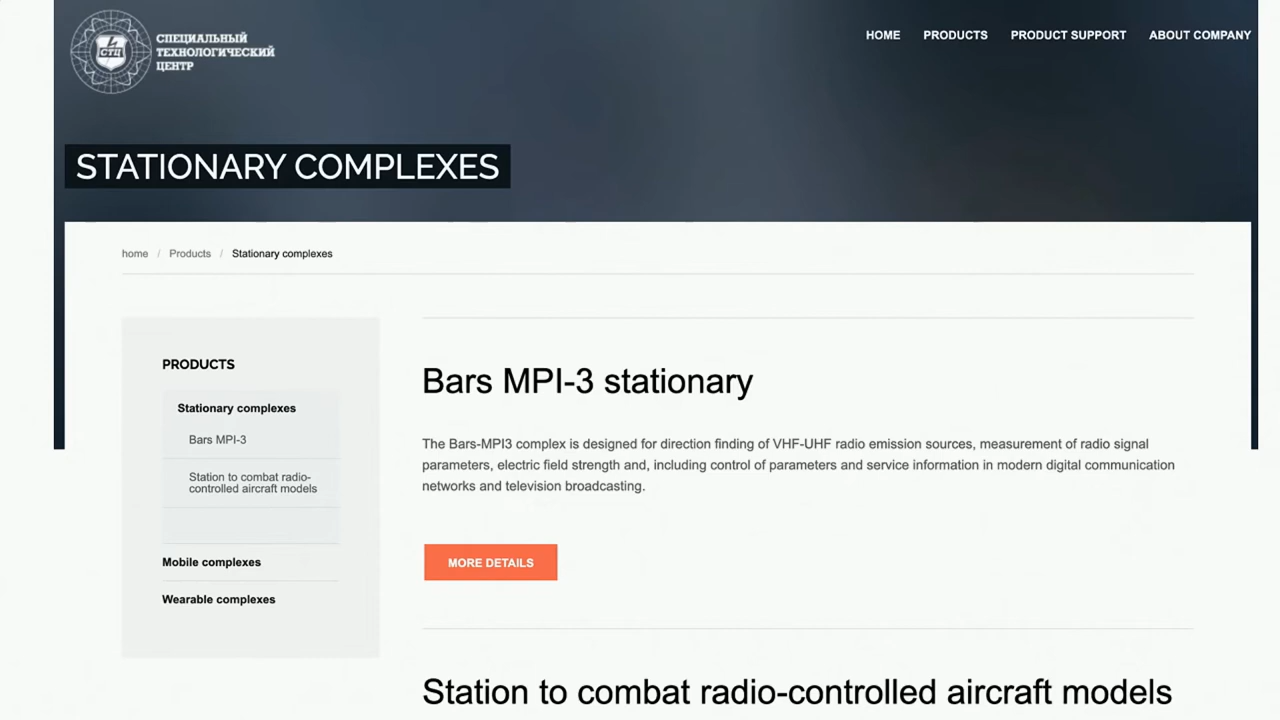 СТЦ
СПЕЦИАЛЬНЫЙ
ТЕХНОЛОГИЧЕСКИЙ
ЦЕНТР
HOME PRODUCTS PRODUCT SUPPORT ABOUT COMPANY
STATIONARY COMPLEXES
home / Products / Stationary complexes
PRODUCTS
Stationary complexes
Bars MPI-3
Station to combat radio-
controlled aircraft models
Mobile complexes
Wearable complexes
Bars MPI-3 stationary
The Bars-MPI3 complex is designed for direction finding of VHF-UHF radio emission sources, measurement of radio signal
parameters, electric field strength and, including control of parameters and service information in modern digital communication
networks and television broadcasting.
MORE DETAILS
Station to combat radio-controlled aircraft models